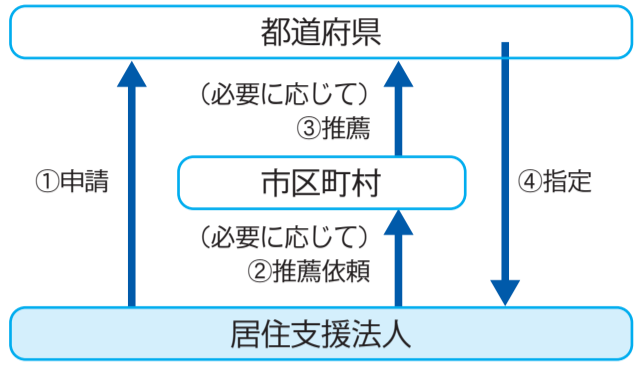 都道府県
（必要に応じて）
③推薦
①申請
市区町村
④指定
（必要に応じて）
②推薦依頼
居住支援法人